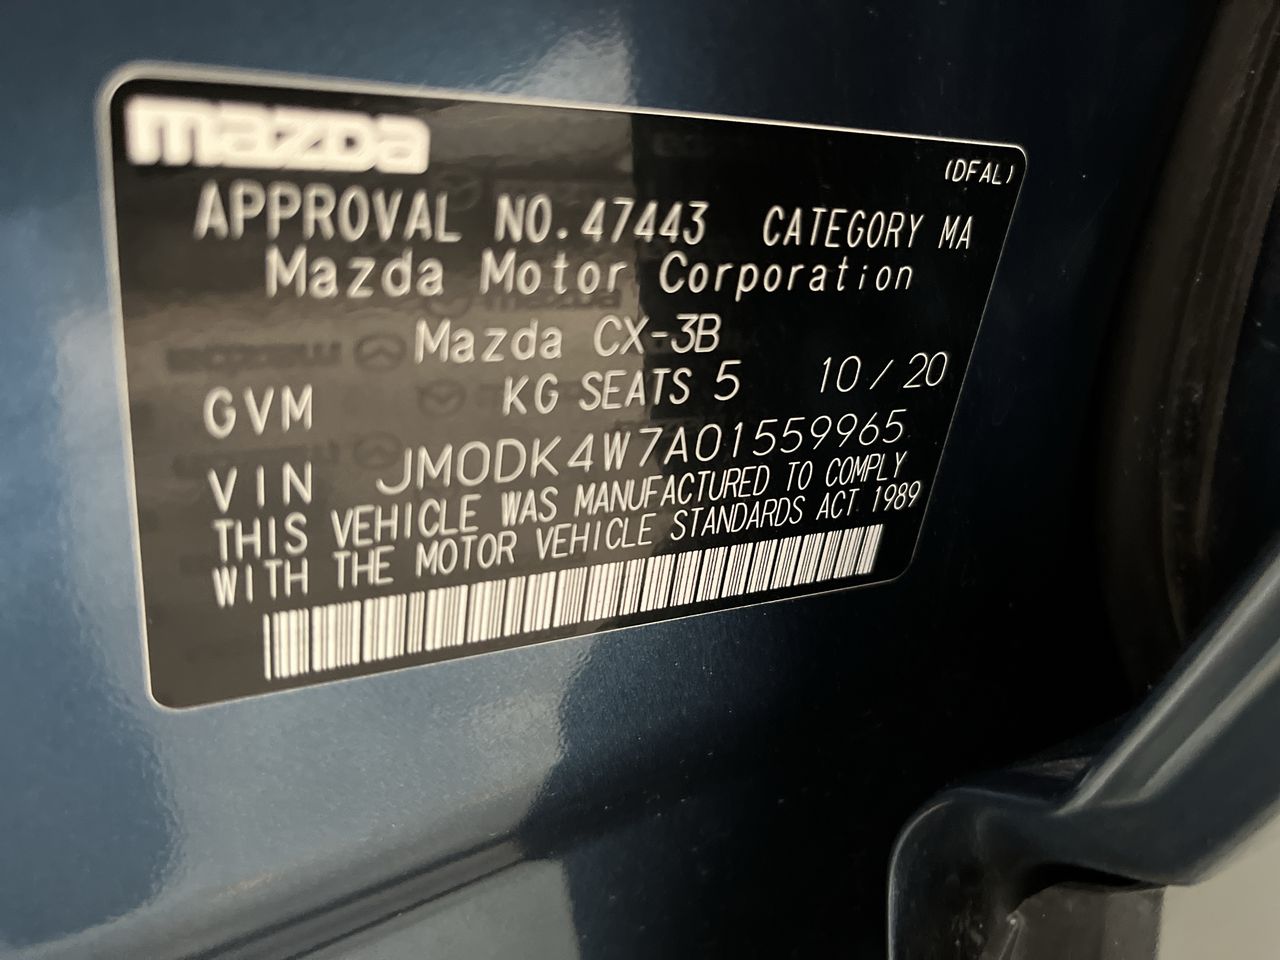 mazda
(DFAL)
APPROVAL NO.47443 CATEGORY MA
Mazda Motor Corporation
Mazda CX-3B
GVM KG SEATS 5 10/20
VIN JM0DK4W7A01559965
THIS VEHICLE WAS MANUFACTURED TO COMPLY
WITH THE MOTOR VEHICLE STANDARDS ACT 1989